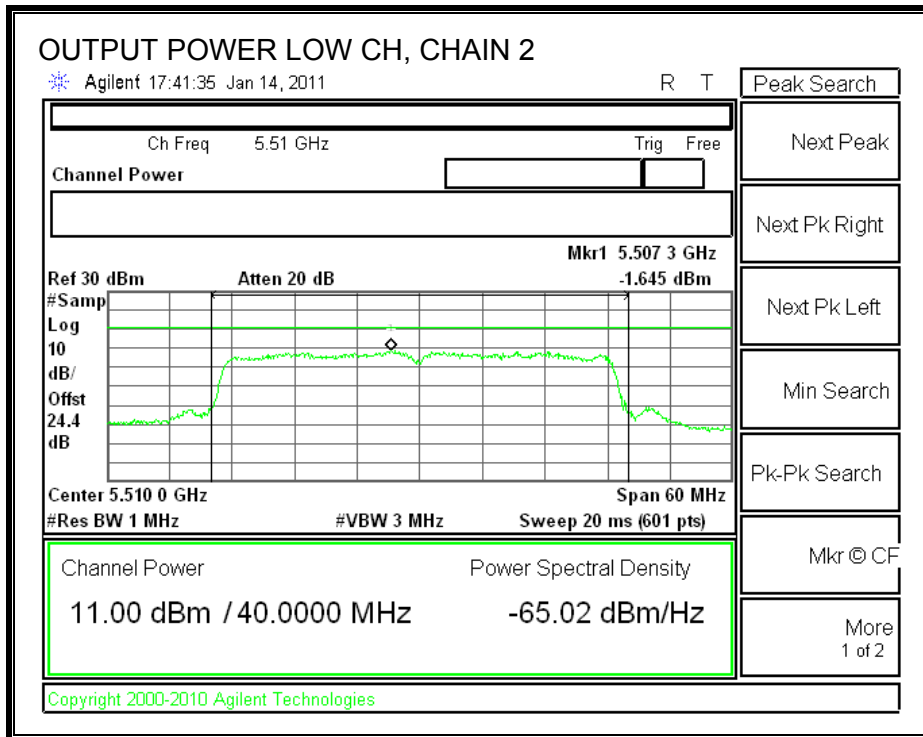 OUTPUT POWER LOW CH, CHAIN 2
Agilent 17:41:35 Jan 14, 2011 R T
Peak Search
Ch Freq 5.51 GHz Trig Free
Channel Power
Next Peak
Next Pk Right
Mkr1 5.507 3 GHz
Ref 30 dBm Atten 20 dB -1.645 dBm
#Samp
Log
10
dB/
Offst
24.4
dB
Next Pk Left
Min Search
Pk-Pk Search
Center 5.510 0 GHz Span 60 MHz
#Res BW 1 MHz #VBW 3 MHz Sweep 20 ms (601 pts)
Channel Power Power Spectral Density
11.00 dBm / 40.0000 MHz -65.02 dBm/Hz
Mkr © CF
More
1 of 2
Copyright 2000-2010 Agilent Technologies